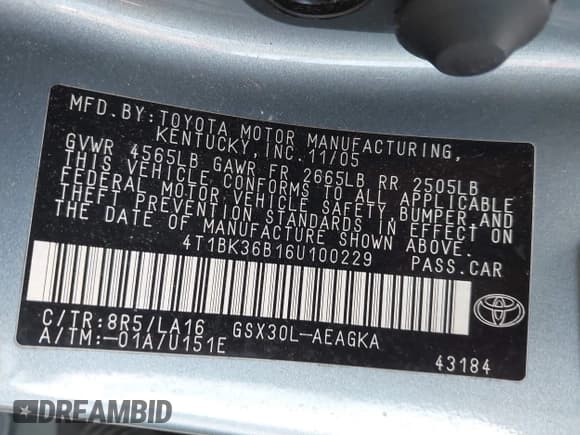 MFD. BY: TOYOTA MOTOR MANUFACTURING,
KENTUCKY, INC. 11/05
GVWR 4565LB GAWR FR 2665LB RR 2505LB
THIS VEHICLE CONFORMS TO ALL APPLICABLE
FEDERAL MOTOR VEHICLE SAFETY, BUMPER AND
THEFT PREVENTION STANDARDS IN EFFECT ON
THE DATE OF MANUFACTURE SHOWN ABOVE.
4T1BK36B16U100229 PASS.CAR
C/TR:8R5/LA16 GSX30L-AEAGKA
A/TM:-01A/U151E
43184
DREAMBID